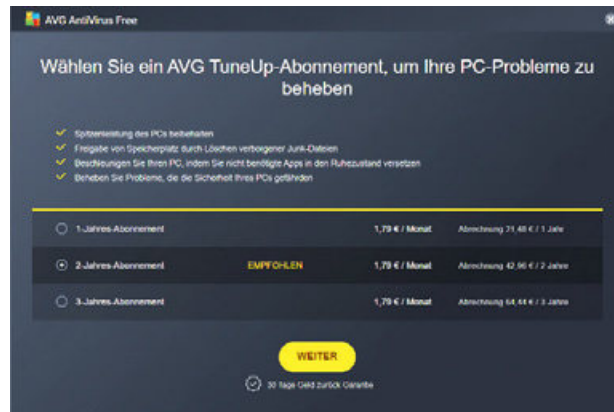 AVG AntiVirus Free
Wählen Sie ein AVG TuneUp-Abonnement, um Ihre PC-Probleme zu
beheben
Spitzenleistung des PCs beibehalten
Freigabe von Speicherplatz durch Löschen verborgener Junk-Dateien
Beschleunigen Sie Ihren PC, indem Sie nicht benötigte Apps in den Ruhezustand versetzen
Beheben Sie Probleme, die die Sicherheit Ihres PCs gefährden
1-Jahres-Abonnement 1,79 € / Monat Abrechnung 21,48 € / 1 Jahr
2-Jahres-Abonnement EMPFOHLEN 1,79 € / Monat Abrechnung 42,96 € / 2 Jahre
3-Jahres-Abonnement 1,79 € / Monat Abrechnung 64,44 € / 3 Jahre
WEITER
30 Tage Geld zurück Garantie